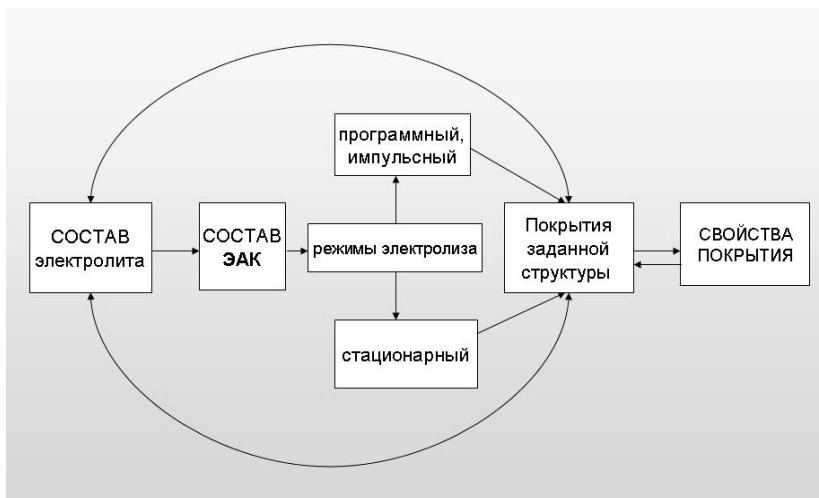 программный,
импульсный
СОСТАВ
электролита
СОСТАВ
ЭАК
режимы электролиза
Покрытия
заданной
структуры
СВОЙСТВА
ПОКРЫТИЯ
стационарный